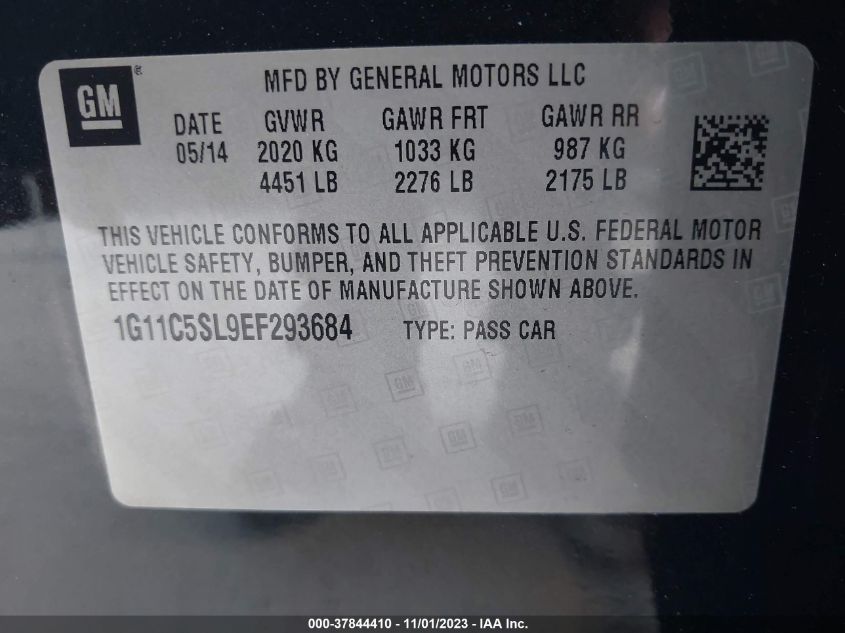 GM
MFD BY GENERAL MOTORS LLC
DATE GVWR GAWR FRT GAWR RR
05/14 2020 KG 1033 KG 987 KG
4451 LB 2276 LB 2175 LB
THIS VEHICLE CONFORMS TO ALL APPLICABLE U.S. FEDERAL MOTOR
VEHICLE SAFETY, BUMPER, AND THEFT PREVENTION STANDARDS IN
EFFECT ON THE DATE OF MANUFACTURE SHOWN ABOVE.
1G11C5SL9EF293684 TYPE: PASS CAR
000-37844410 - 11/01/2023 - IAA Inc.